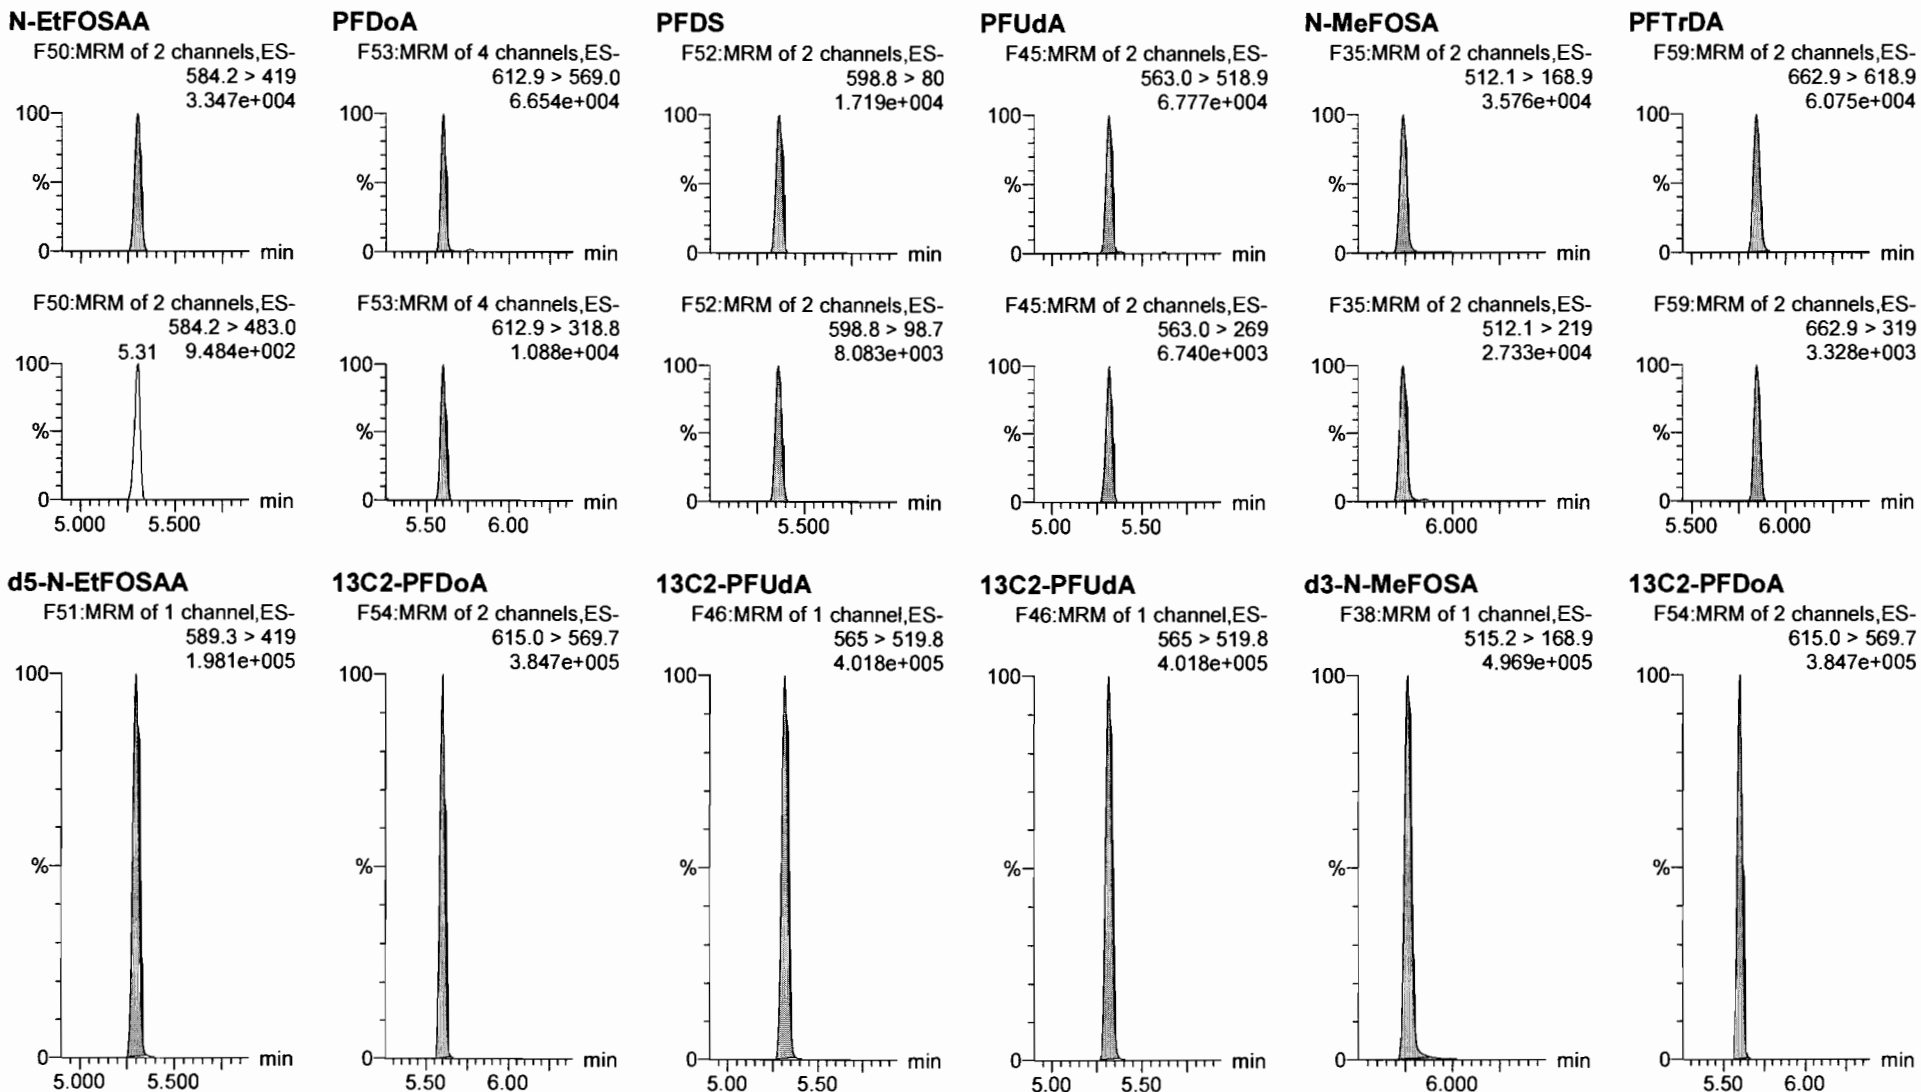 N-EtFOSAA
F50:MRM of 2 channels,ES-
584.2 > 419
3.347e+004
100
%
0
min
F50:MRM of 2 channels,ES-
584.2 > 483.0
5.31 9.484e+002
100
%
0
min
5.000 5.500
PFDoA
F53:MRM of 4 channels,ES-
612.9 > 569.0
6.654e+004
100
%
0
min
F53:MRM of 4 channels,ES-
612.9 > 318.8
1.088e+004
100
%
0
min
5.50 6.00
PFDS
F52:MRM of 2 channels,ES-
598.8 > 80
1.719e+004
100
%
0
min
F52:MRM of 2 channels,ES-
598.8 > 98.7
8.083e+003
100
%
0
min
5.500
PFUdA
F45:MRM of 2 channels,ES-
563.0 > 518.9
6.777e+004
100
%
0
min
F45:MRM of 2 channels,ES-
563.0 > 269
6.740e+003
100
%
0
min
5.00 5.50
N-MeFOSA
F35:MRM of 2 channels,ES-
512.1 > 168.9
3.576e+004
100
%
0
min
F35:MRM of 2 channels,ES-
512.1 > 219
2.733e+004
100
%
0
min
6.000
PFTrDA
F59:MRM of 2 channels,ES-
662.9 > 618.9
6.075e+004
100
%
0
min
F59:MRM of 2 channels,ES-
662.9 > 319
3.328e+003
100
%
0
min
5.500 6.000
d5-N-EtFOSAA
F51:MRM of 1 channel,ES-
589.3 > 419
1.981e+005
100
%
0
min
5.000 5.500
13C2-PFDoA
F54:MRM of 2 channels,ES-
615.0 > 569.7
3.847e+005
100
%
0
min
5.50 6.00
13C2-PFUdA
F46:MRM of 1 channel,ES-
565 > 519.8
4.018e+005
100
%
0
min
5.00 5.50
13C2-PFUdA
F46:MRM of 1 channel,ES-
565 > 519.8
4.018e+005
100
%
0
min
5.00 5.50
d3-N-MeFOSA
F38:MRM of 1 channel,ES-
515.2 > 168.9
4.969e+005
100
%
0
min
6.000
13C2-PFDoA
F54:MRM of 2 channels,ES-
615.0 > 569.7
3.847e+005
100
%
0
min
5.50 6.00